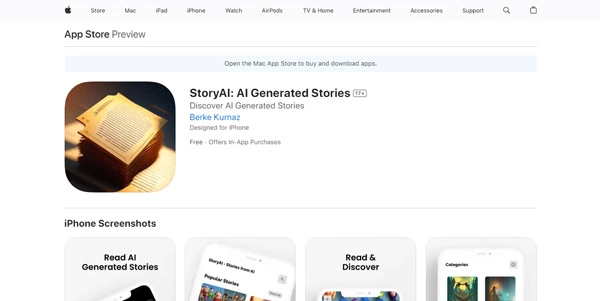 Store Mac iPad iPhone Watch AirPods TV & Home Entertainment Accessories Support
App Store Preview
Open the Mac App Store to buy and download apps.
StoryAI: AI Generated Stories 17+
Discover AI Generated Stories
Berke Kurnaz
Designed for iPhone
Free · Offers In-App Purchases
iPhone Screenshots
Read AI
Generated Stories
StoryAI - Stories from AI
Popular Stories
Read &
Discover
Categories